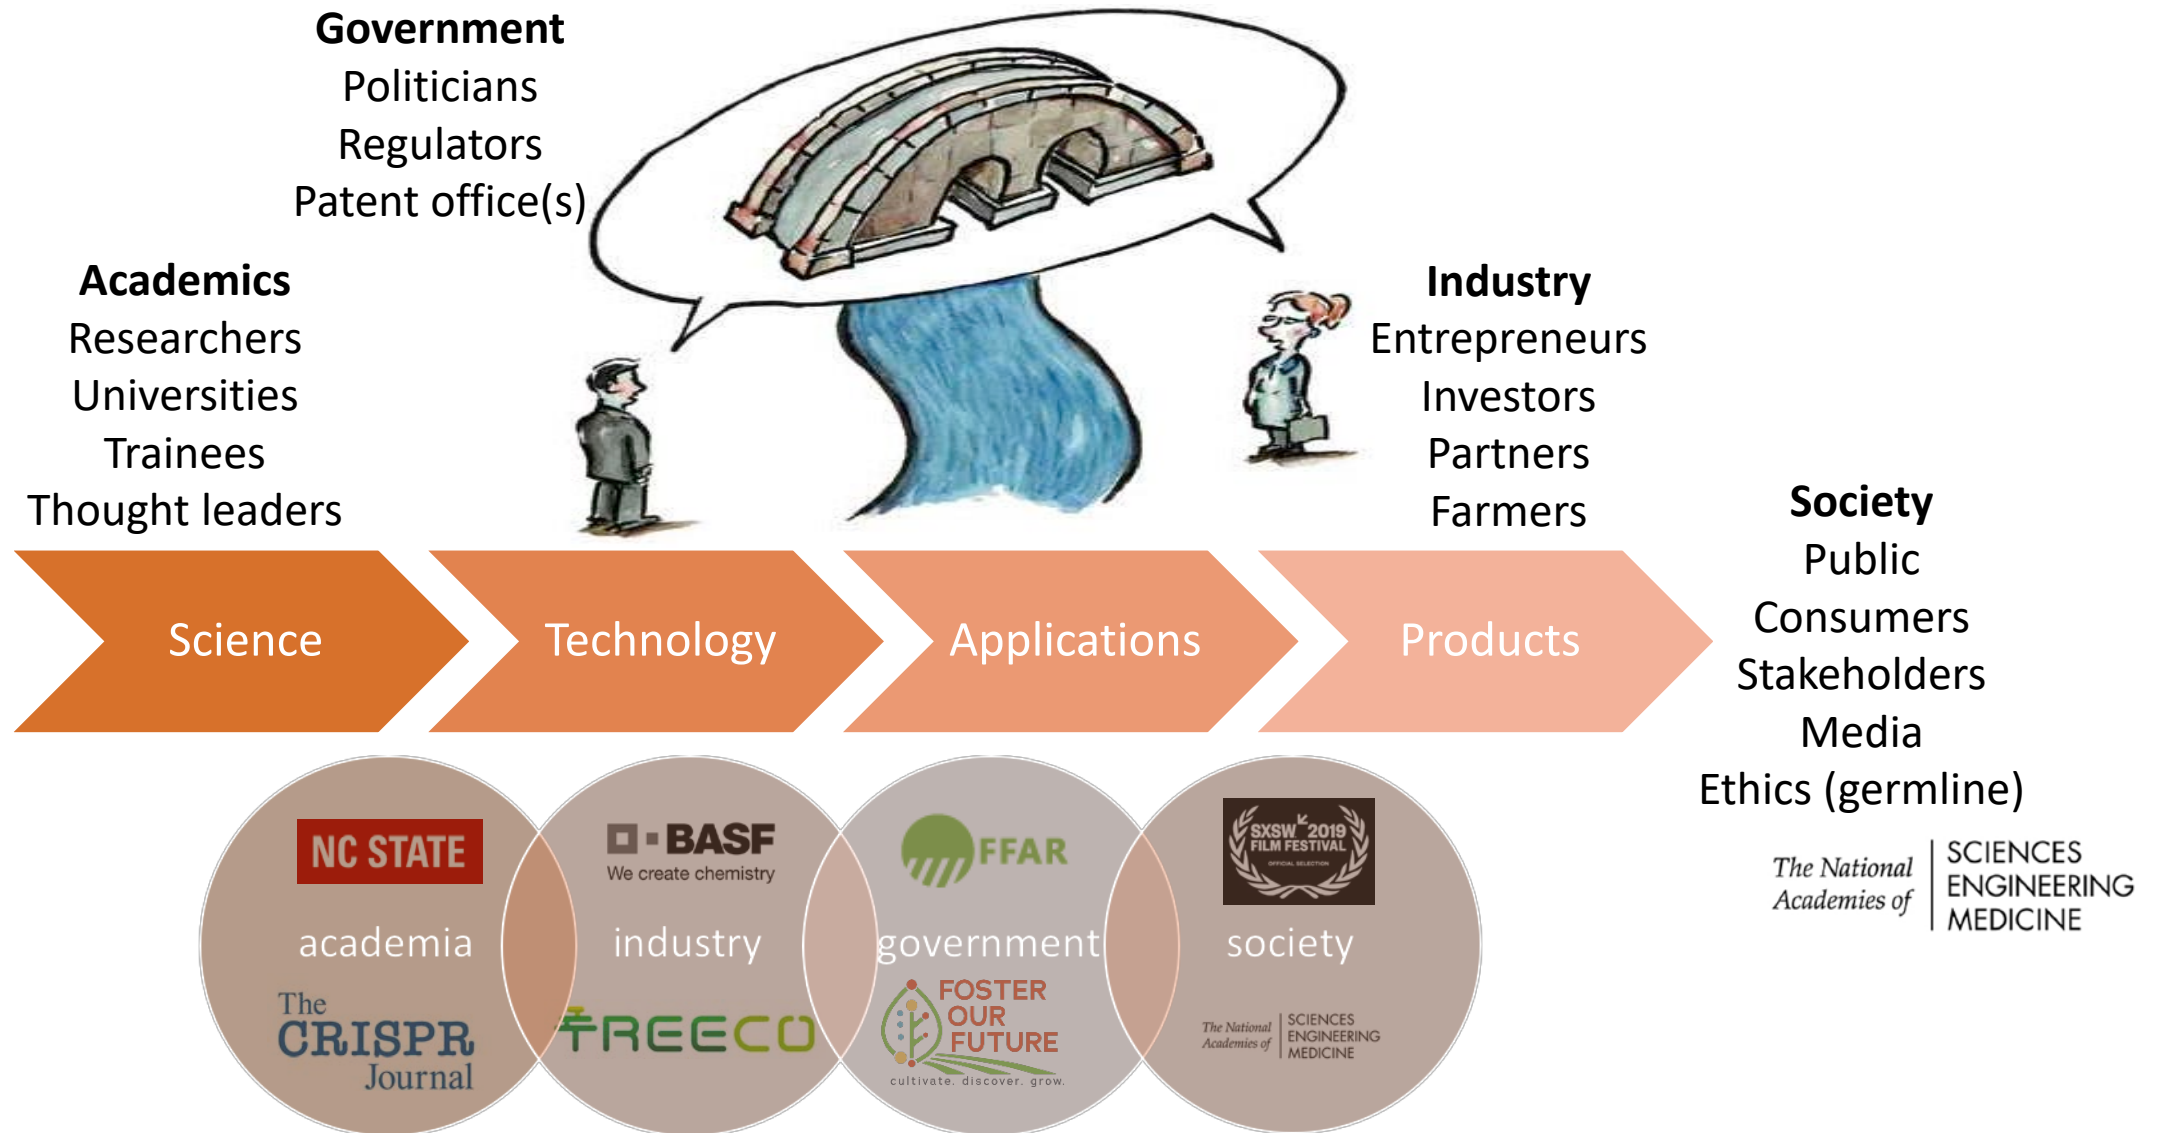 Government
Politicians
Regulators
Patent office(s)
Academics
Researchers
Universities
Trainees
Thought leaders
Industry
Entrepreneurs
Investors
Partners
Farmers
Society
Public
Consumers
Stakeholders
Media
Ethics (germline)
Science
Technology
Applications
Products
NC STATE
academia
The
CRISPR
Journal
BASF
We create chemistry
industry
TREECO
FFAR
government
FOSTER
OUR
FUTURE
cultivate. discover. grow.
SXSW 2019
FILM FESTIVAL
OFFICIAL SELECTION
society
The National
Academies of
SCIENCES
ENGINEERING
MEDICINE
The National
Academies of
SCIENCES
ENGINEERING
MEDICINE